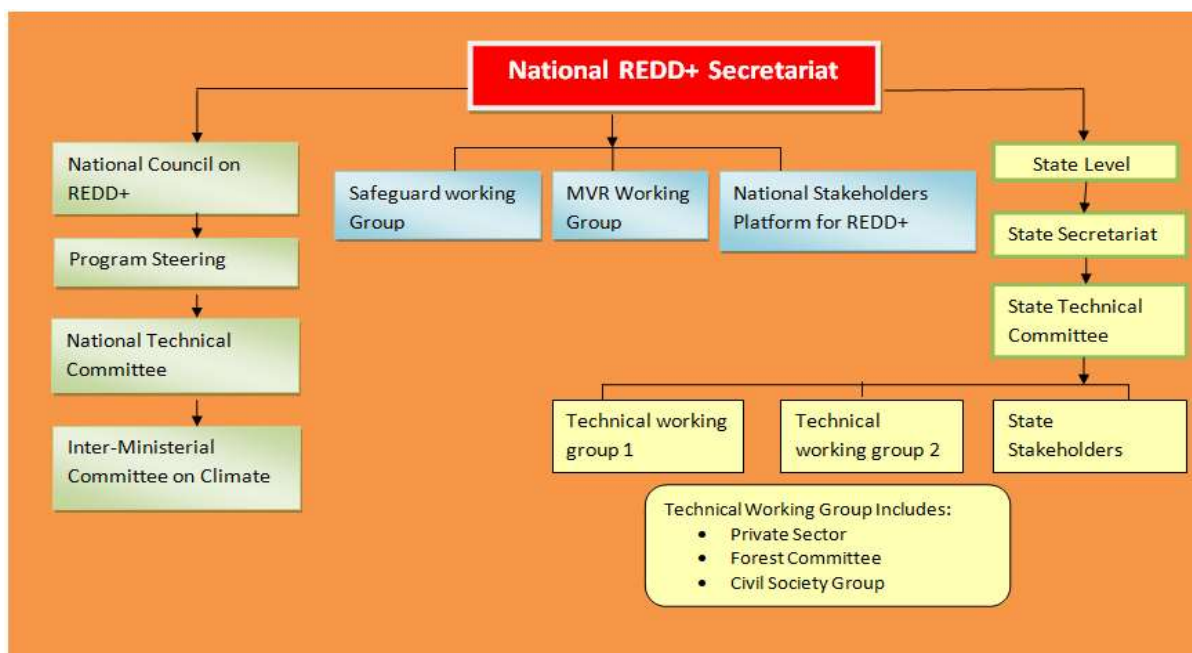 National REDD+ Secretariat
National Council on
REDD+
Program Steering
National Technical
Committee
Inter-Ministerial
Committee on Climate
Safeguard working
Group
MVR Working
Group
National Stakeholders
Platform for REDD+
State Level
State Secretariat
State Technical
Committee
Technical working
group 1
Technical
working group 2
State
Stakeholders
Technical Working Group Includes:
• Private Sector
• Forest Committee
• Civil Society Group